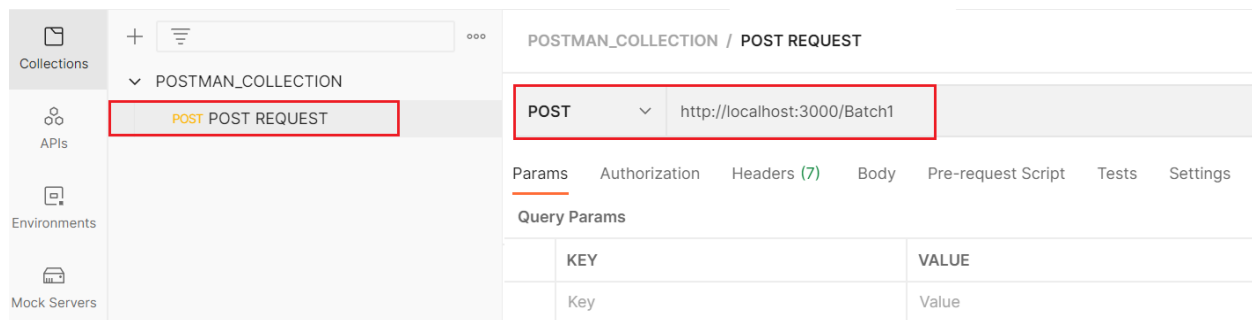 Collections
APIs
Environments
Mock Servers
POSTMAN_COLLECTION
POST POST REQUEST
POSTMAN_COLLECTION / POST REQUEST
POST http://localhost:3000/Batch1
Params Authorization Headers (7) Body Pre-request Script Tests Settings
Query Params
KEY VALUE
Key Value